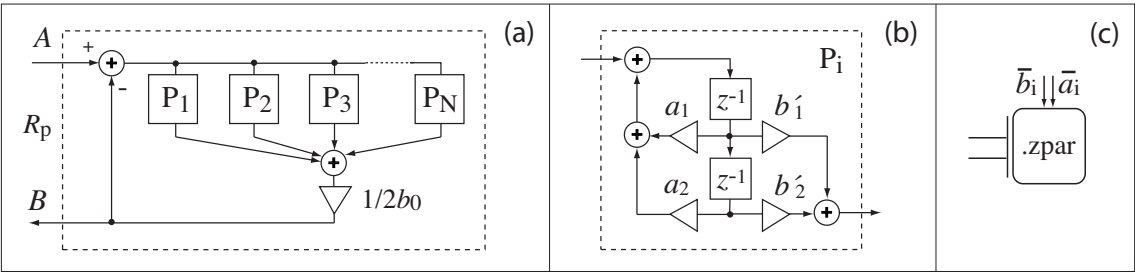 (a)
A
+
-
P1 P2 P3 PN
Rp
+
+
B
1/2b0
(b)
Pi
+
z-1
a1
b´1
+
z-1
a2
b´2
+
(c)
b̄i āi
.zpar